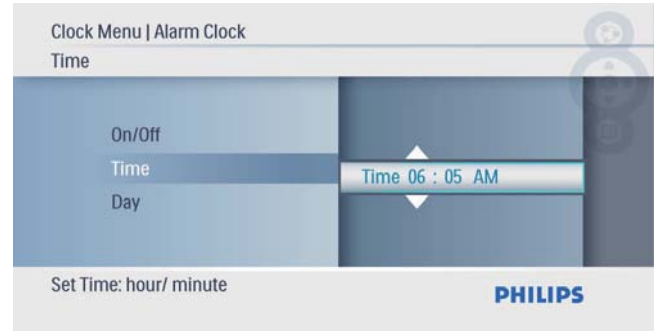 Clock Menu | Alarm Clock
Time
On/Off
Time
Time 06 : 05 AM
Day
Set Time: hour/ minute
PHILIPS